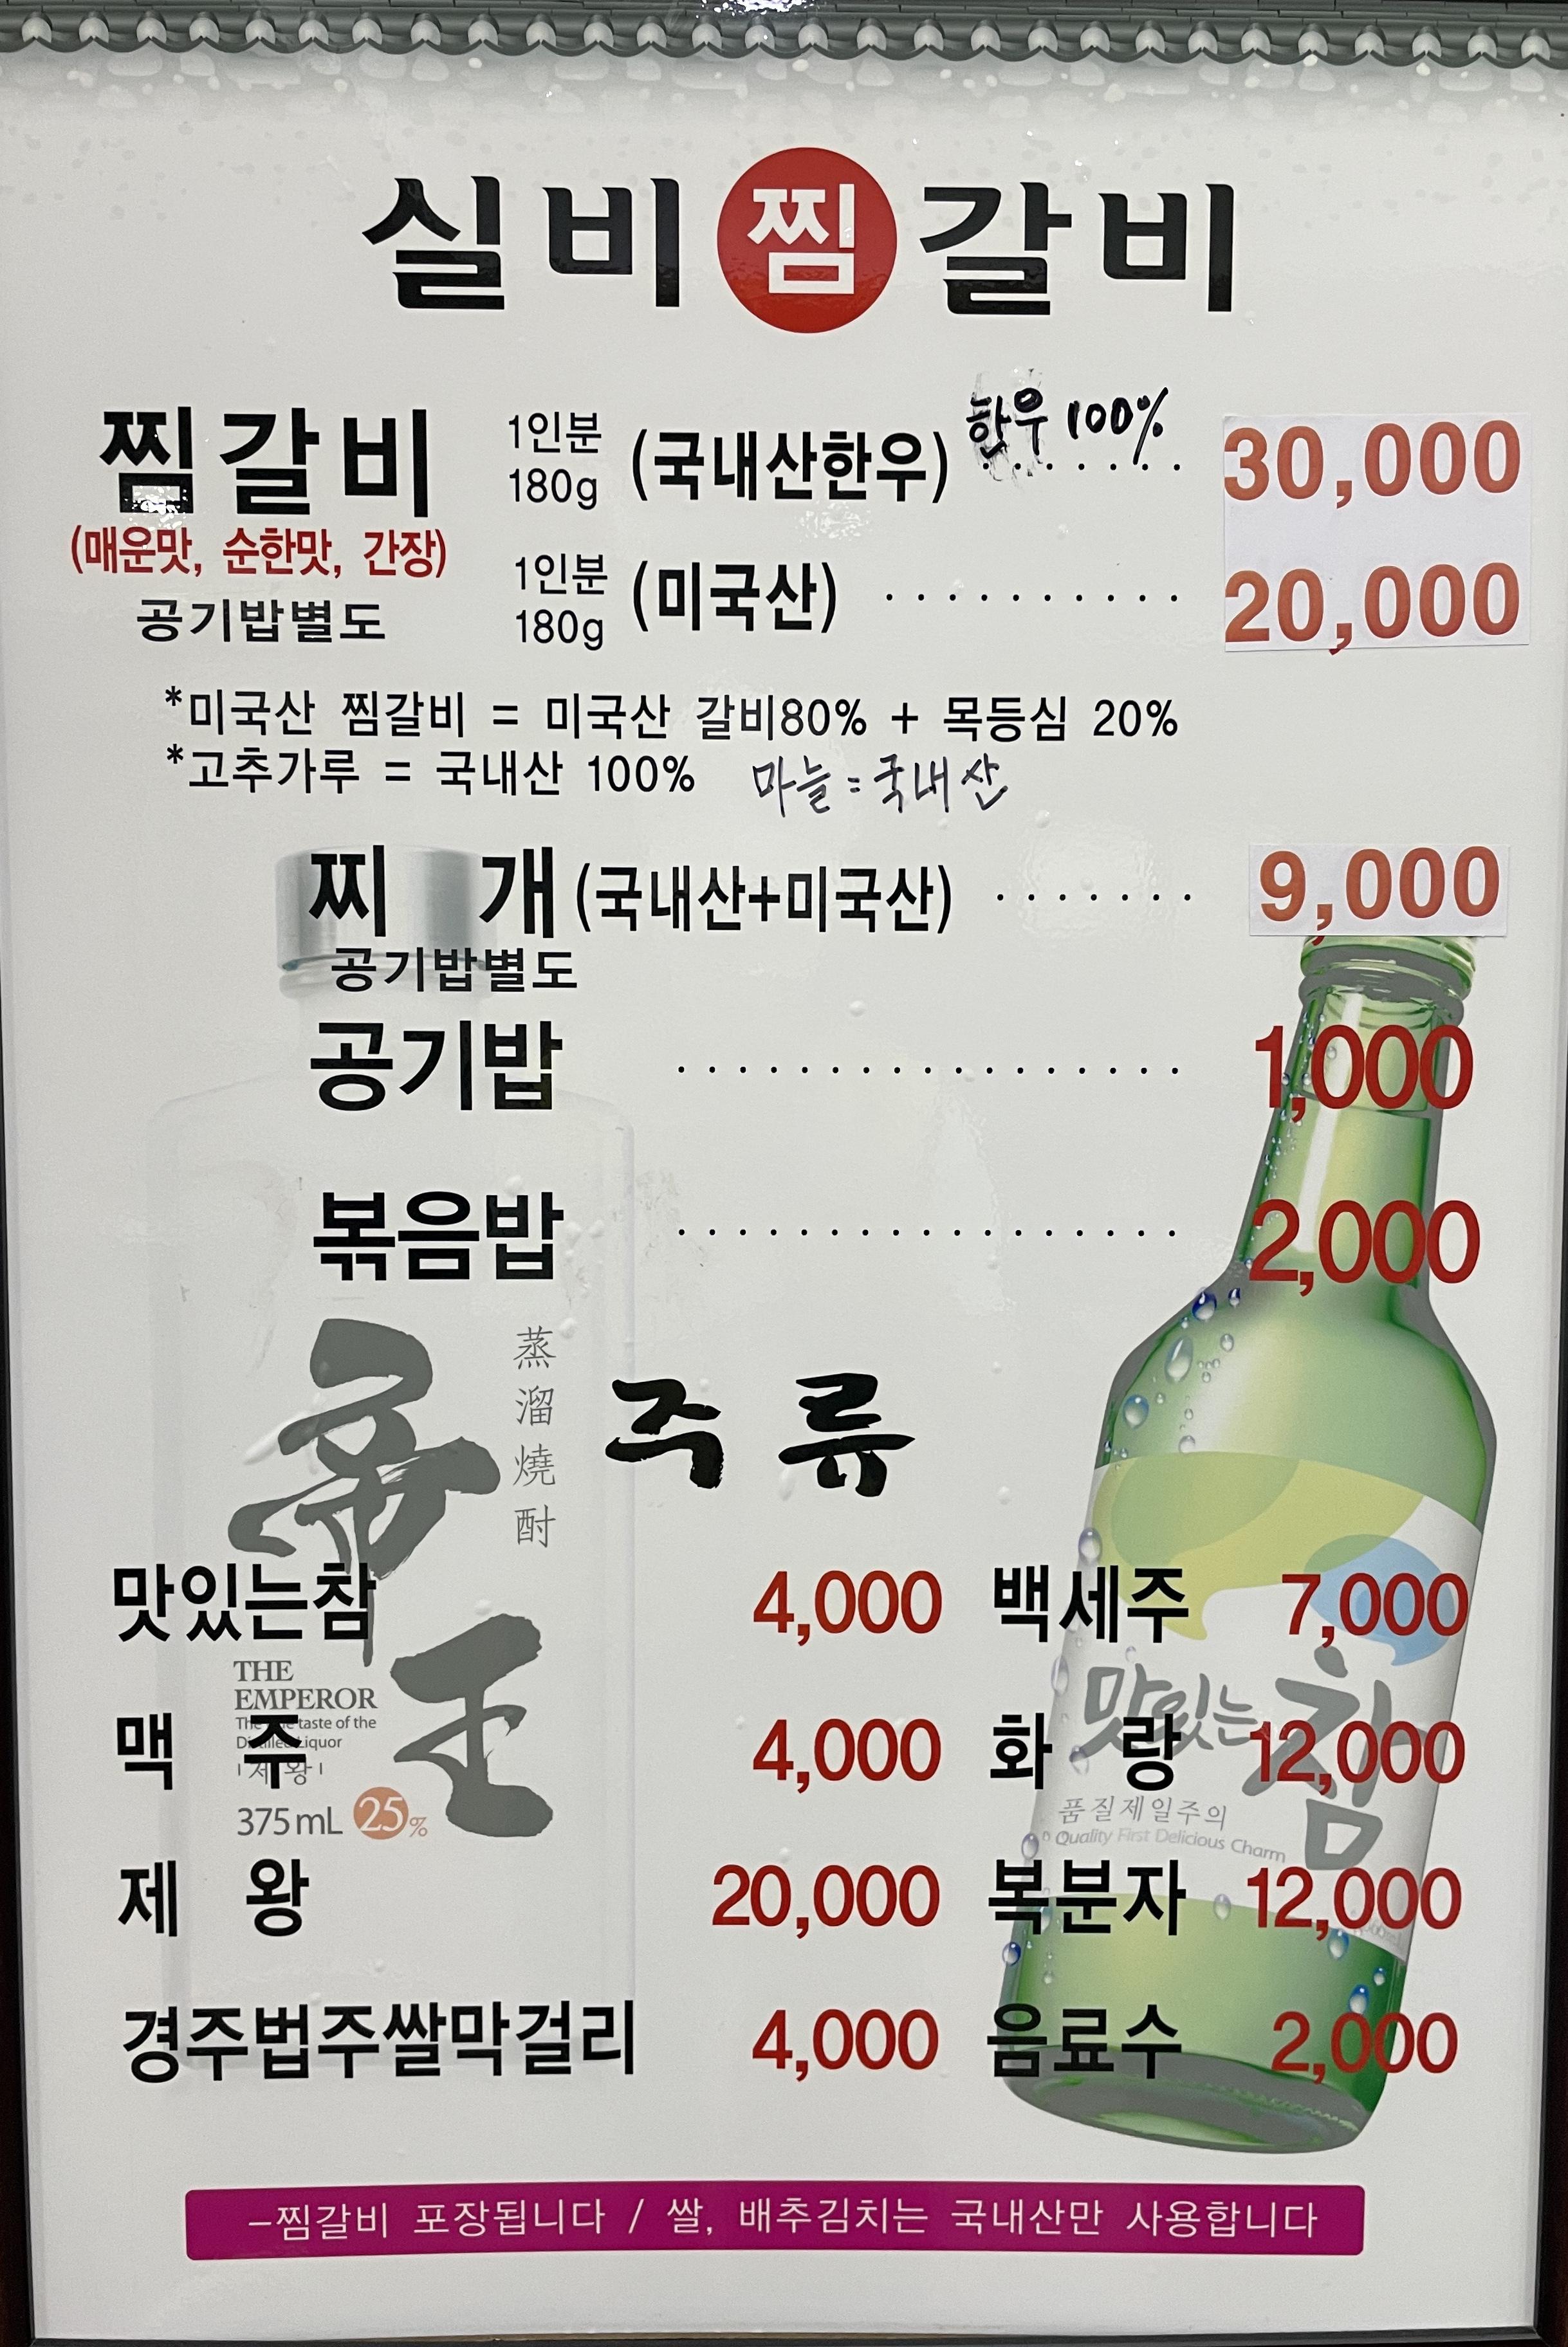 실비찜갈비
찜갈비 1인분 180g (국내산한우) 한우 100% ······· 30,000
(매운맛, 순한맛, 간장)
공기밥별도
1인분 180g (미국산) ·········· 20,000
*미국산 찜갈비 = 미국산 갈비80% + 목등심 20%
*고추가루 = 국내산 100% 마늘=국내산
찌 개 (국내산+미국산) ······· 9,000
공기밥별도
공기밥 ················· 1,000
볶음밥 ················· 2,000
帝王
蒸溜燒酎
주류
맛있는참 4,000 백세주 7,000
THE
EMPEROR
taste of the
Distilled Liquor
맛있는참
맥 주 4,000 화 랑 12,000
제왕
375mL 25%
품질제일주의
Quality First Delicious Charm
제 왕 20,000 복분자 12,000
경주법주쌀막걸리 4,000 음료수 2,000
-찜갈비 포장됩니다 / 쌀, 배추김치는 국내산만 사용합니다